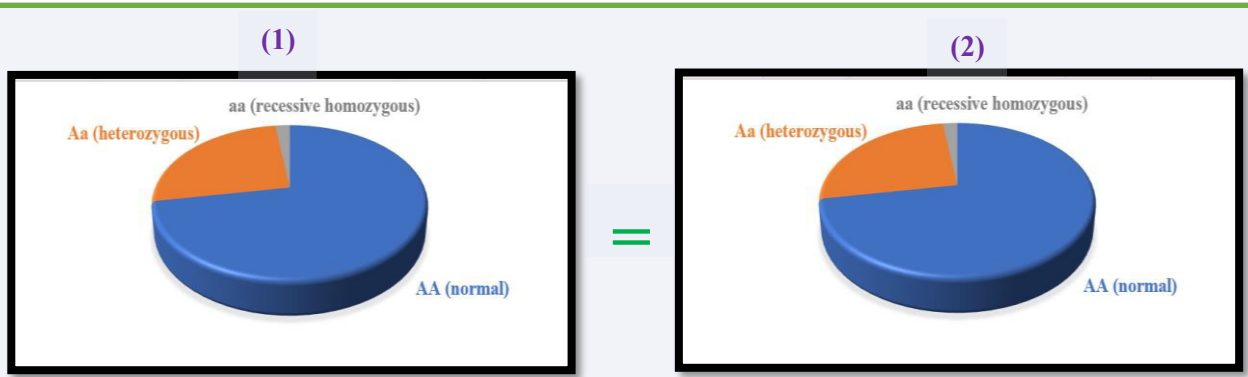 (1)
aa (recessive homozygous)
Aa (heterozygous)
AA (normal)
=
(2)
aa (recessive homozygous)
Aa (heterozygous)
AA (normal)